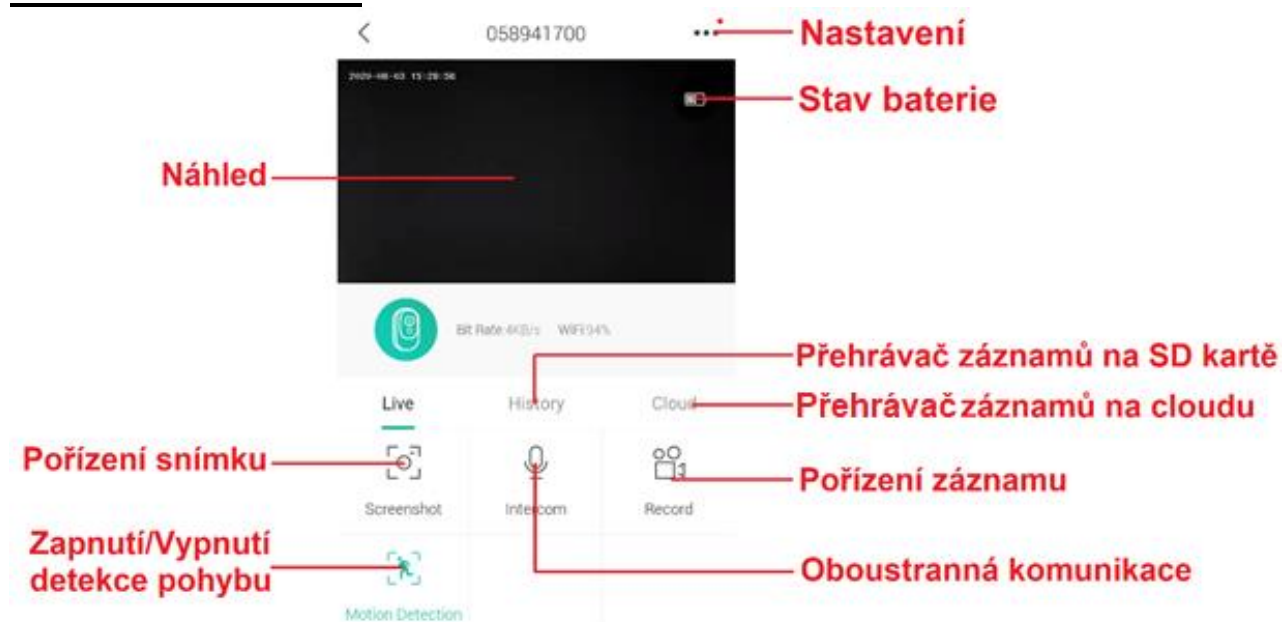 058941700
Nastavení
Stav baterie
Náhled
Bit Rate:4KB/s WiFi:94%
Přehrávač záznamů na SD kartě
Live History Cloud
Přehrávač záznamů na cloudu
Pořízení snímku
Pořízení záznamu
Screenshot Intercom Record
Zapnutí/Vypnutí
detekce pohybu
Oboustranná komunikace
Motion Detection